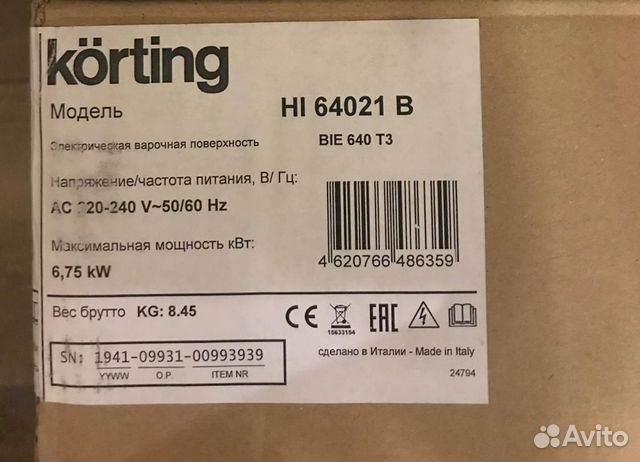 körting
Модель HI 64021 B
Электрическая варочная поверхность BIE 640 T3
Напряжение/частота питания, В/ Гц:
AC 220-240 V~50/60 Hz
Максимальная мощность кВт:
6,75 kW
4 620766 486359
Вес брутто KG: 8.45
CE EAC
15633154
SN: 1941-09931-00993939
YYWW O.P. ITEM NR
сделано в Италии - Made in Italy
24794
Avito